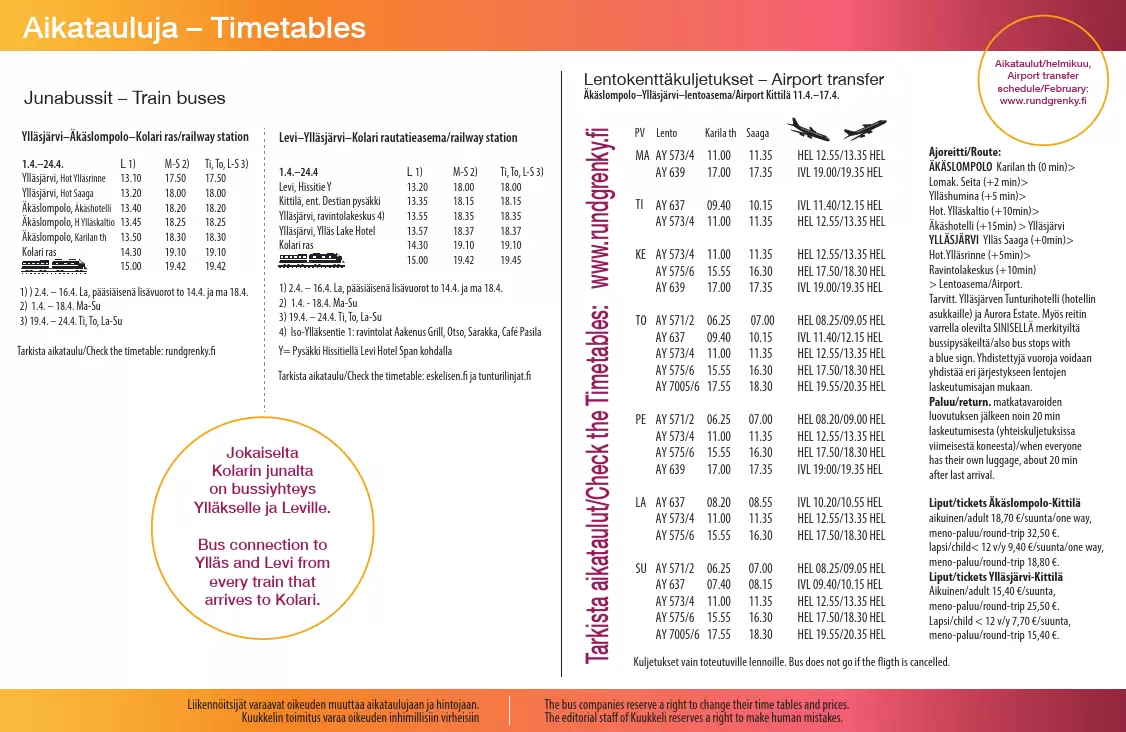 Aikatauluja – Timetables
Junabussit – Train buses
Ylläsjärvi–Äkäslompolo–Kolari ras/railway station
1.4.–24.4. L 1) M-S 2) Ti, To, L-S 3)
Ylläsjärvi, Hot Ylläsrinne 13.10 17.50 17.50
Ylläsjärvi, Hot Saaga 13.20 18.00 18.00
Äkäslompolo, Äkäshotelli 13.40 18.20 18.20
Äkäslompolo, H Ylläskaltio 13.45 18.25 18.25
Äkäslompolo, Karilan th 13.50 18.30 18.30
Kolari ras 14.30 19.10 19.10
15.00 19.42 19.42
1) ) 2.4. – 16.4. La, pääsiäisenä lisävuorot to 14.4. ja ma 18.4.
2) 1.4. – 18.4. Ma-Su
3) 19.4. – 24.4. Ti, To, La-Su
Tarkista aikataulu/Check the timetable: rundgrenky.fi
Levi–Ylläsjärvi–Kolari rautatieasema/railway station
1.4.–24.4 L 1) M-S 2) Ti, To, L-S 3)
Levi, Hissitie Y 13.20 18.00 18.00
Kittilä, ent. Destian pysäkki 13.35 18.15 18.15
Ylläsjärvi, ravintolakeskus 4) 13.55 18.35 18.35
Ylläsjärvi, Ylläs Lake Hotel 13.57 18.37 18.37
Kolari ras 14.30 19.10 19.10
15.00 19.42 19.45
1) 2.4. – 16.4. La, pääsiäisenä lisävuorot to 14.4. ja ma 18.4.
2) 1.4. - 18.4. Ma-Su
3) 19.4. – 24.4. Ti, To, La-Su
4) Iso-Ylläksentie 1: ravintolat Aakenus Grill, Otso, Sarakka, Café Pasila
Y= Pysäkki Hissitiellä Levi Hotel Span kohdalla
Tarkista aikataulu/Check the timetable: eskelisen.fi ja tunturilinjat.fi
Jokaiselta
Kolarin junalta
on bussiyhteys
Ylläkselle ja Leville.
Bus connection to
Ylläs and Levi from
every train that
arrives to Kolari.
Lentokenttäkuljetukset – Airport transfer
Äkäslompolo–Ylläsjärvi–lentoasema/Airport Kittilä 11.4.–17.4.
Aikataulut/helmikuu,
Airport transfer
schedule/February:
www.rundgrenky.fi
Tarkista aikataulut/Check the Timetables: www.rundgrenky.fi
PV Lento Karila th Saaga
MA AY 573/4 11.00 11.35 HEL 12.55/13.35 HEL
AY 639 17.00 17.35 IVL 19.00/19.35 HEL
TI AY 637 09.40 10.15 IVL 11.40/12.15 HEL
AY 573/4 11.00 11.35 HEL 12.55/13.35 HEL
KE AY 573/4 11.00 11.35 HEL 12.55/13.35 HEL
AY 575/6 15.55 16.30 HEL 17.50/18.30 HEL
AY 639 17.00 17.35 IVL 19.00/19.35 HEL
TO AY 571/2 06.25 07.00 HEL 08.25/09.05 HEL
AY 637 09.40 10.15 IVL 11.40/12.15 HEL
AY 573/4 11.00 11.35 HEL 12.55/13.35 HEL
AY 575/6 15.55 16.30 HEL 17.50/18.30 HEL
AY 7005/6 17.55 18.30 HEL 19.55/20.35 HEL
PE AY 571/2 06.25 07.00 HEL 08.20/09.00 HEL
AY 573/4 11.00 11.35 HEL 12.55/13.35 HEL
AY 575/6 15.55 16.30 HEL 17.50/18.30 HEL
AY 639 17.00 17.35 IVL 19:00/19.35 HEL
LA AY 637 08.20 08.55 IVL 10.20/10.55 HEL
AY 573/4 11.00 11.35 HEL 12.55/13.35 HEL
AY 575/6 15.55 16.30 HEL 17.50/18.30 HEL
SU AY 571/2 06.25 07.00 HEL 08.25/09.05 HEL
AY 637 07.40 08.15 IVL 09.40/10.15 HEL
AY 573/4 11.00 11.35 HEL 12.55/13.35 HEL
AY 575/6 15.55 16.30 HEL 17.50/18.30 HEL
AY 7005/6 17.55 18.30 HEL 19.55/20.35 HEL
Kuljetukset vain toteutuville lennoille. Bus does not go if the fligth is cancelled.
Ajoreitti/Route:
ÄKÄSLOMPOLO Karilan th (0 min)>
Lomak. Seita (+2 min)>
Ylläshumina (+5 min)>
Hot. Ylläskaltio (+10min)>
Äkäshotelli (+15min) > Ylläsjärvi
YLLÄSJÄRVI Ylläs Saaga (+0min)>
Hot.Ylläsrinne (+5min)>
Ravintolakeskus (+10min)
> Lentoasema/Airport.
Tarvitt. Ylläsjärven Tunturihotelli (hotellin
asukkaille) ja Aurora Estate. Myös reitin
varrella olevilta SINISELLÄ merkityiltä
bussipysäkeiltä/also bus stops with
a blue sign. Yhdistettyjä vuoroja voidaan
yhdistää eri järjestykseen lentojen
laskeutumisajan mukaan.
Paluu/return. matkatavaroiden
luovutuksen jälkeen noin 20 min
laskeutumisesta (yhteiskuljetuksissa
viimeisestä koneesta)/when everyone
has their own luggage, about 20 min
after last arrival.
Liput/tickets Äkäslompolo-Kittilä
aikuinen/adult 18,70 €/suunta/one way,
meno-paluu/round-trip 32,50 €.
lapsi/child< 12 v/y 9,40 €/suunta/one way,
meno-paluu/round-trip 18,80 €.
Liput/tickets Ylläsjärvi-Kittilä
Aikuinen/adult 15,40 €/suunta,
meno-paluu/round-trip 25,50 €.
Lapsi/child < 12 v/y 7,70 €/suunta,
meno-paluu/round-trip 15,40 €.
Liikennöitsijät varaavat oikeuden muuttaa aikataulujaan ja hintojaan.
Kuukkelin toimitus varaa oikeuden inhimillisiin virheisiin
The bus companies reserve a right to change their time tables and prices.
The editorial staff of Kuukkeli reserves a right to make human mistakes.